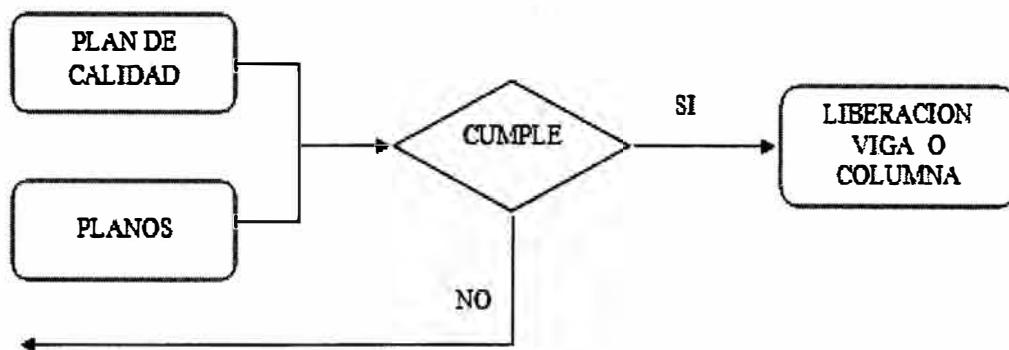 PLAN DE
CALIDAD
PLANOS
CUMPLE
SI
LIBERACION
VIGA O
COLUMNA
NO